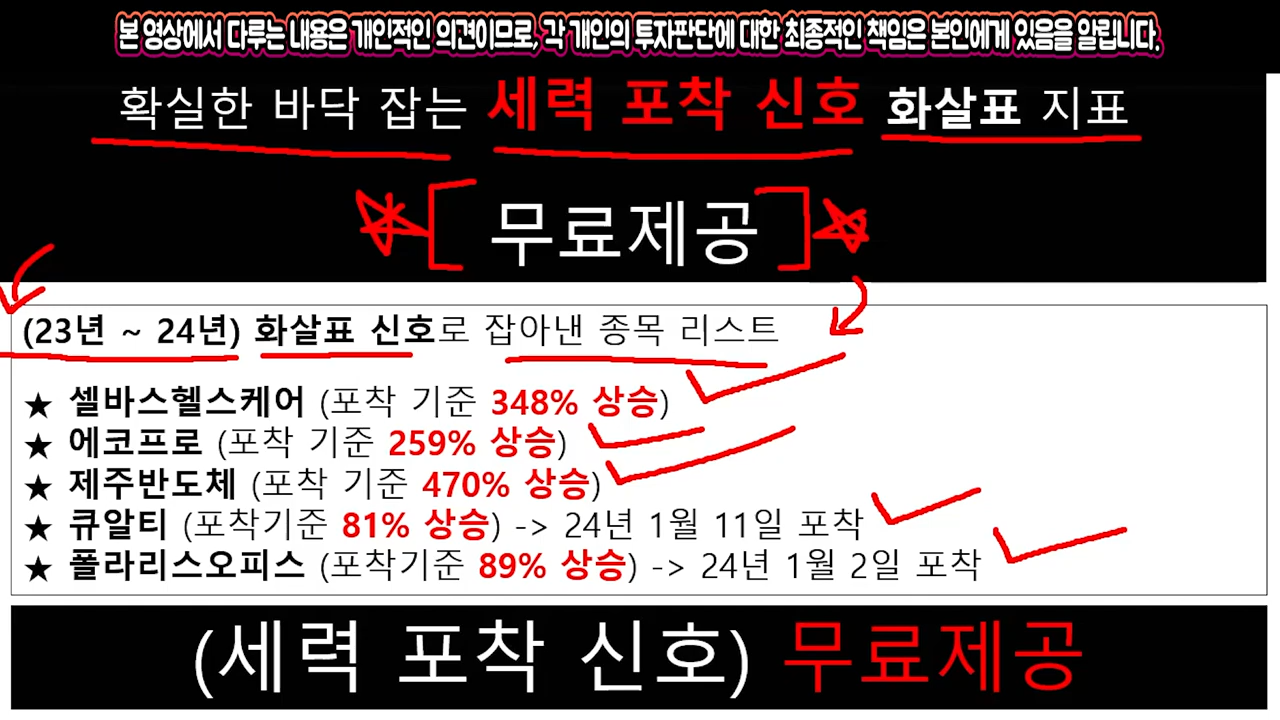 본 영상에서 다루는 내용은 개인적인 의견이므로, 각 개인의 투자판단에 대한 최종적인 책임은 본인에게 있음을 알립니다.
확실한 바닥 잡는 세력 포착 신호 화살표 지표
무료제공
(23년 ~ 24년) 화살표 신호로 잡아낸 종목 리스트
★ 셀바스헬스케어 (포착 기준 348% 상승)
★ 에코프로 (포착 기준 259% 상승)
★ 제주반도체 (포착 기준 470% 상승)
★ 큐알티 (포착기준 81% 상승) -> 24년 1월 11일 포착
★ 폴라리스오피스 (포착기준 89% 상승) -> 24년 1월 2일 포착
(세력 포착 신호) 무료제공